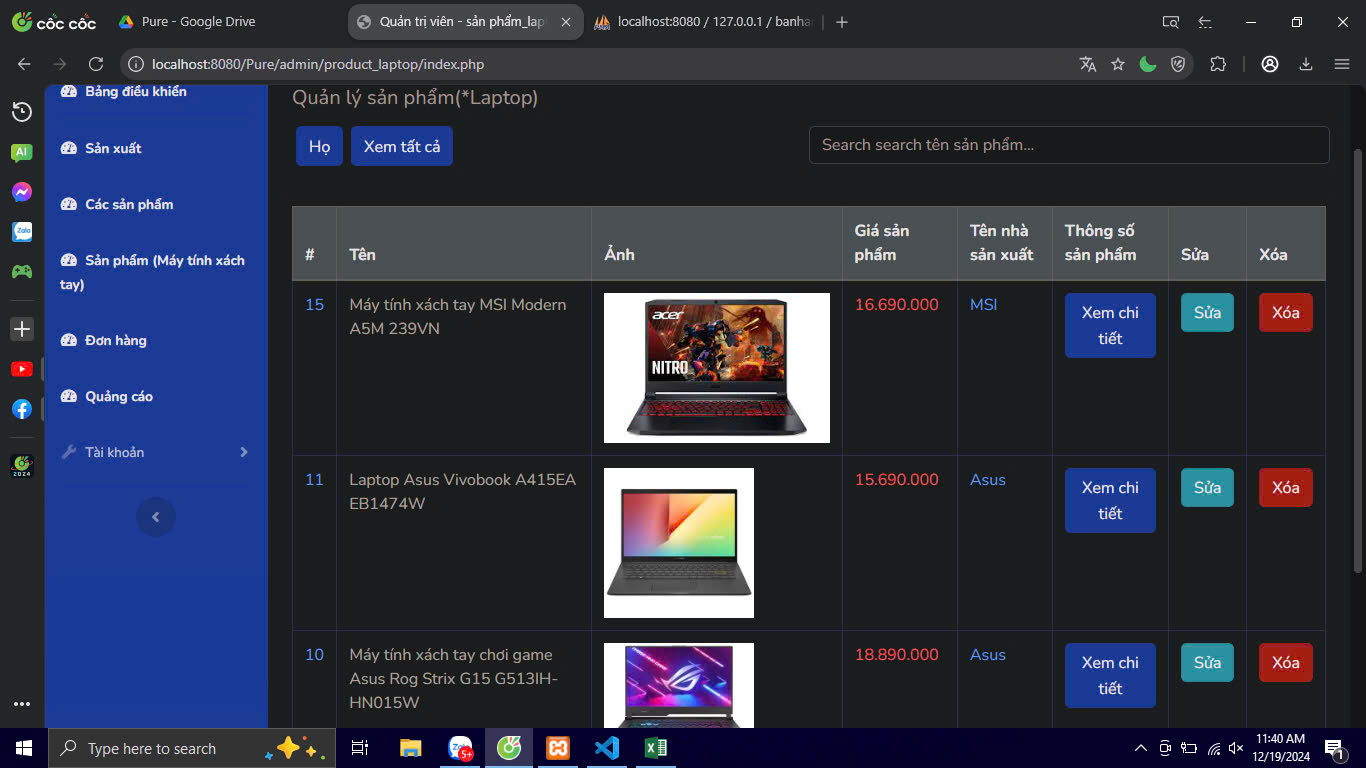 cốc cốc
Pure - Google Drive
Quản trị viên - sản phẩm_lap
localhost:8080 / 127.0.0.1 / banhan
localhost:8080/Pure/admin/product_laptop/index.php
Bảng điều khiển
Sản xuất
Các sản phẩm
Sản phẩm (Máy tính xách
tay)
Đơn hàng
Quảng cáo
Tài khoản
AI
Zalo
2024
Quản lý sản phẩm(*Laptop)
Họ
Xem tất cả
Search search tên sản phẩm...
#
Tên
Ảnh
Giá sản
phẩm
Tên nhà
sản xuất
Thông số
sản phẩm
Sửa
Xóa
15
Máy tính xách tay MSI Modern
A5M 239VN
acer
NITRO
16.690.000
MSI
Xem chi
tiết
Sửa
Xóa
11
Laptop Asus Vivobook A415EA
EB1474W
15.690.000
Asus
Xem chi
tiết
Sửa
Xóa
10
Máy tính xách tay chơi game
Asus Rog Strix G15 G513IH-
HN015W
18.890.000
Asus
Xem chi
tiết
Sửa
Xóa
Type here to search
Zalo
5+
11:40 AM
12/19/2024
1